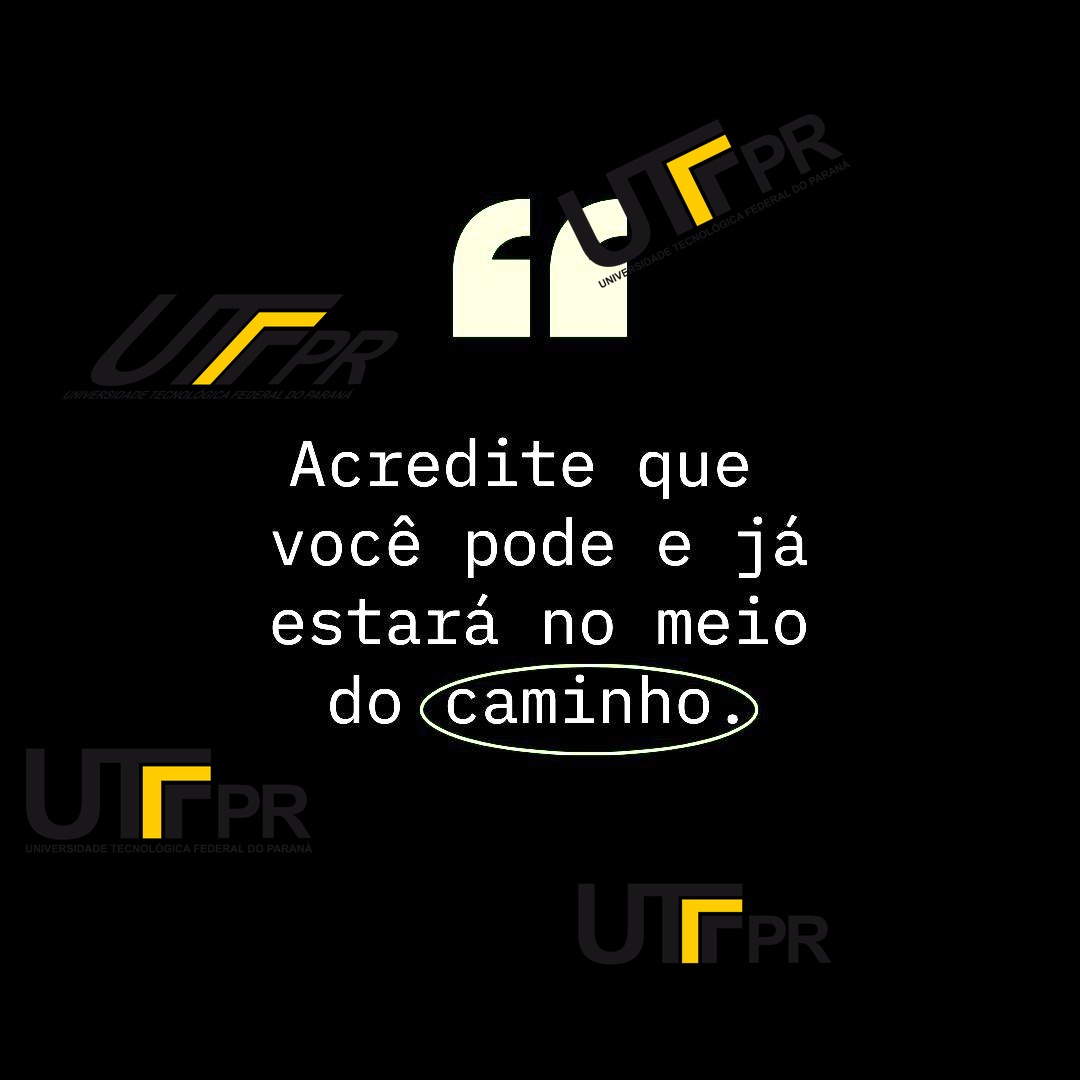 UTFPR
UNIVERSIDADE TECNOLÓGICA FEDERAL DO PARANÁ
UTFPR
UNIVERSIDADE TECNOLÓGICA FEDERAL DO PARANÁ
Acredite que
você pode e já
estará no meio
do caminho.
UTFPR
UNIVERSIDADE TECNOLÓGICA FEDERAL DO PARANÁ
UTFPR